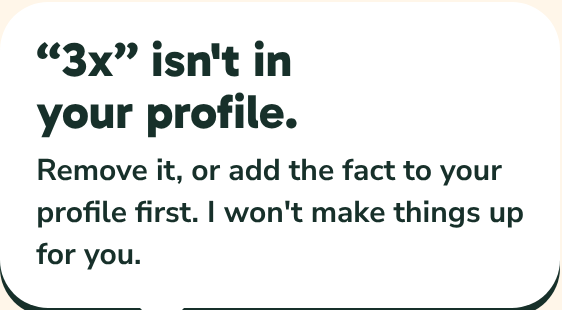 “3x” isn't in
your profile.
Remove it, or add the fact to your
profile first. I won't make things up
for you.